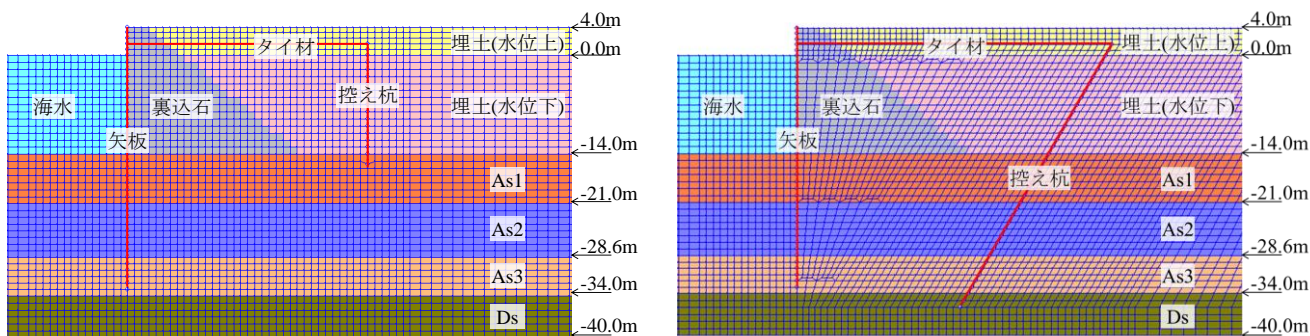 4.0m
タイ材
埋土(水位上)
0.0m
控え杭
海水
裏込石
埋土(水位下)
矢板
-14.0m
As1
-21.0m
As2
-28.6m
As3
-34.0m
Ds
-40.0m
4.0m
タイ材
埋土(水位上)
0.0m
海水
裏込石
埋土(水位下)
矢板
-14.0m
控え杭
As1
-21.0m
As2
-28.6m
As3
-34.0m
Ds
-40.0m